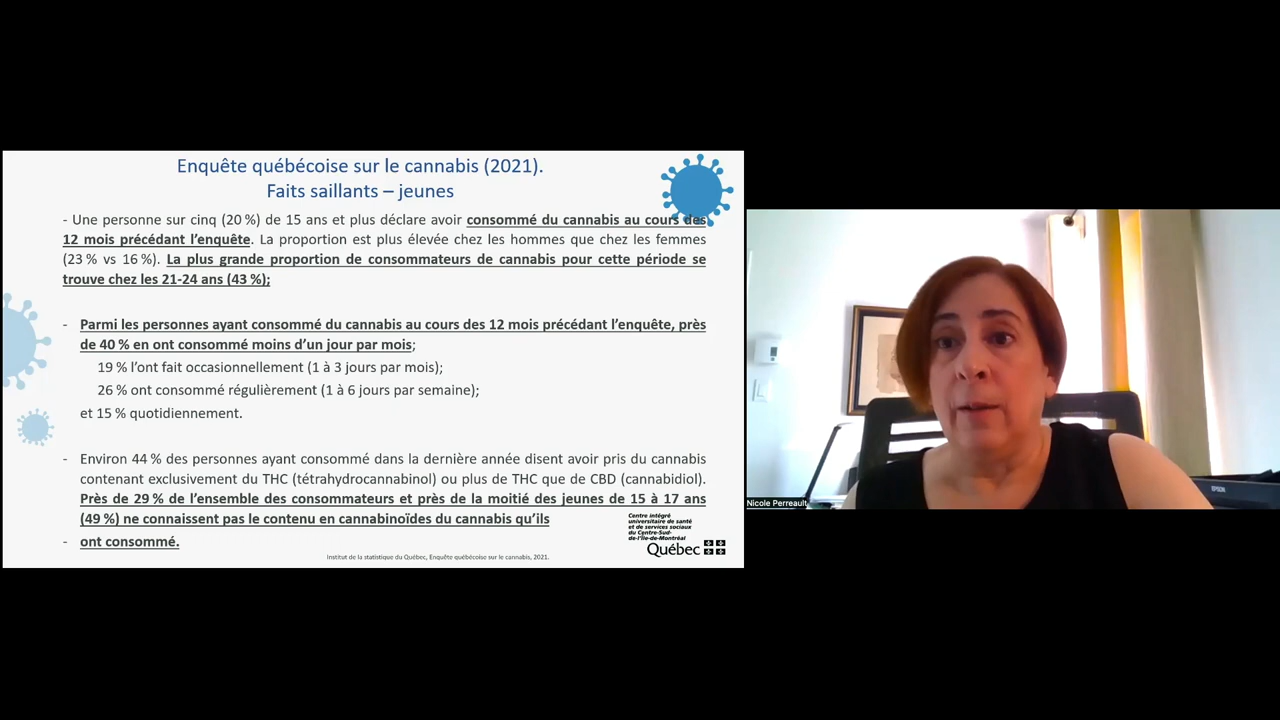 Enquête québécoise sur le cannabis (2021).
Faits saillants – jeunes
- Une personne sur cinq (20 %) de 15 ans et plus déclare avoir consommé du cannabis au cours des
12 mois précédant l’enquête. La proportion est plus élevée chez les hommes que chez les femmes
(23 % vs 16 %). La plus grande proportion de consommateurs de cannabis pour cette période se
trouve chez les 21-24 ans (43 %);
- Parmi les personnes ayant consommé du cannabis au cours des 12 mois précédant l’enquête, près
de 40 % en ont consommé moins d’un jour par mois;
19 % l’ont fait occasionnellement (1 à 3 jours par mois);
26 % ont consommé régulièrement (1 à 6 jours par semaine);
et 15 % quotidiennement.
- Environ 44 % des personnes ayant consommé dans la dernière année disent avoir pris du cannabis
contenant exclusivement du THC (tétrahydrocannabinol) ou plus de THC que de CBD (cannabidiol).
Près de 29 % de l’ensemble des consommateurs et près de la moitié des jeunes de 15 à 17 ans
(49 %) ne connaissent pas le contenu en cannabinoïdes du cannabis qu’ils
- ont consommé.
Institut de la statistique du Québec, Enquête québécoise sur le cannabis, 2021.
Centre intégré
universitaire de santé
et de services sociaux
du Centre-Sud-
de-l’Île-de-Montréal
Québec
Nicole Perreault
EPSON